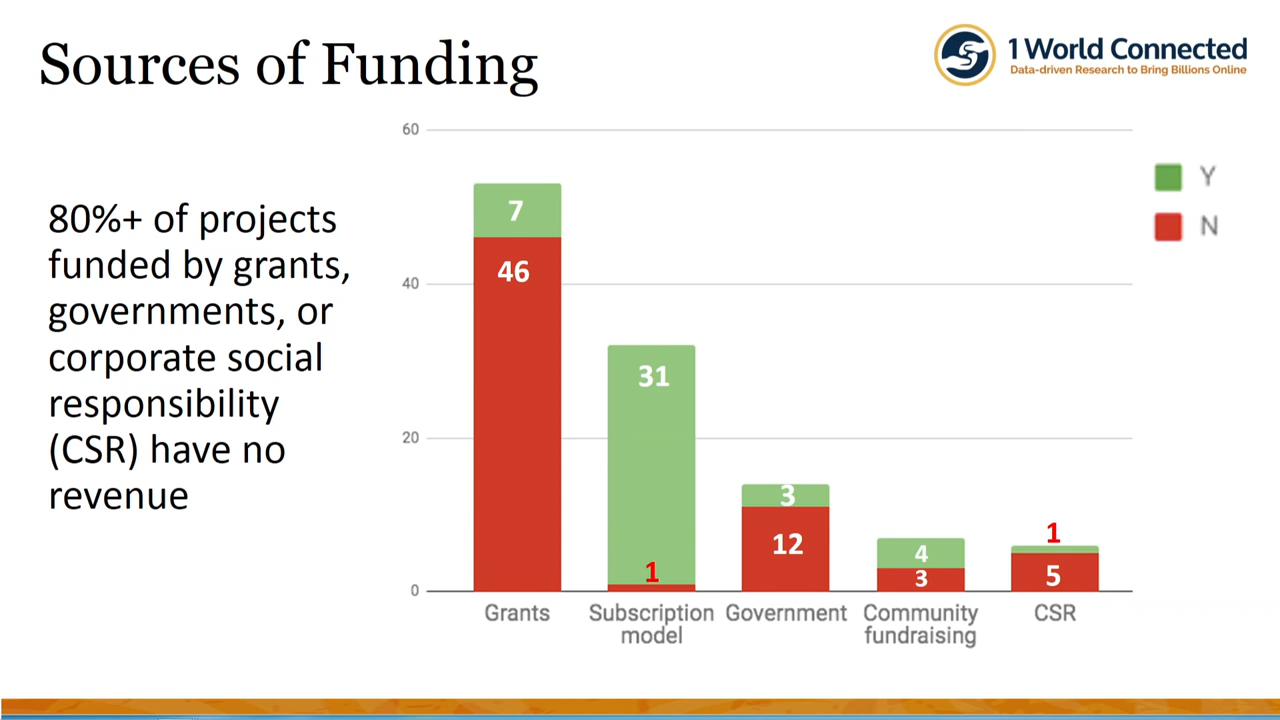 Sources of Funding
1 World Connected
Data-driven Research to Bring Billions Online
80%+ of projects
funded by grants,
governments, or
corporate social
responsibility
(CSR) have no
revenue
60
40
20
0
7
46
31
1
3
12
4
3
1
5
Grants
Subscription
model
Government
Community
fundraising
CSR
Y
N